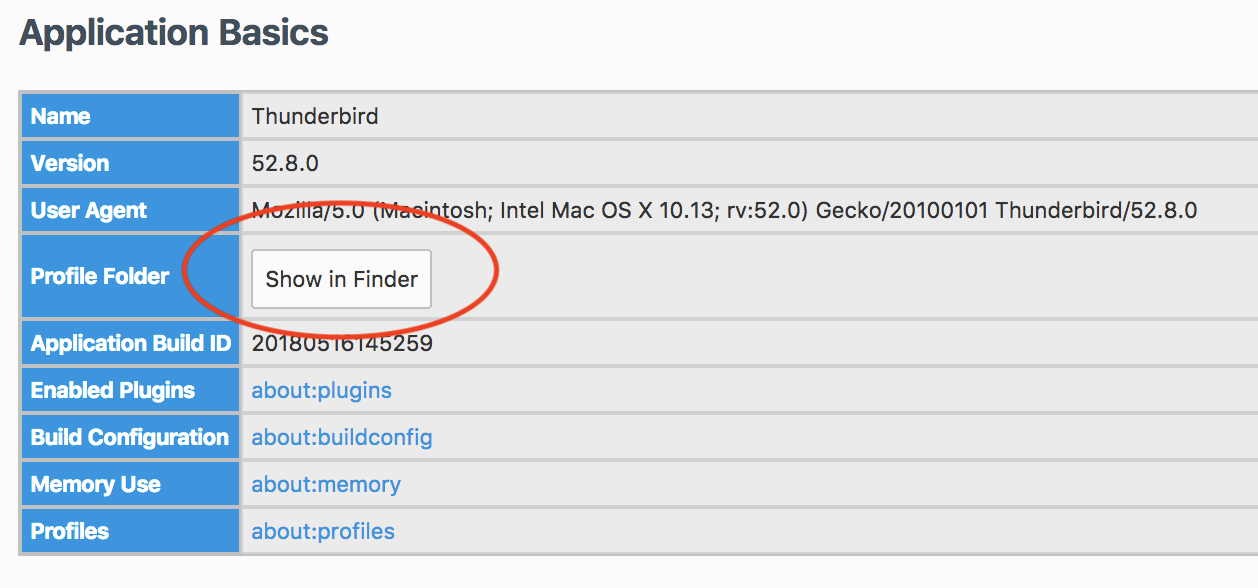 Application Basics
Name Thunderbird
Version 52.8.0
User Agent Mozilla/5.0 (Macintosh; Intel Mac OS X 10.13; rv:52.0) Gecko/20100101 Thunderbird/52.8.0
Profile Folder Show in Finder
Application Build ID 20180516145259
Enabled Plugins about:plugins
Build Configuration about:buildconfig
Memory Use about:memory
Profiles about:profiles